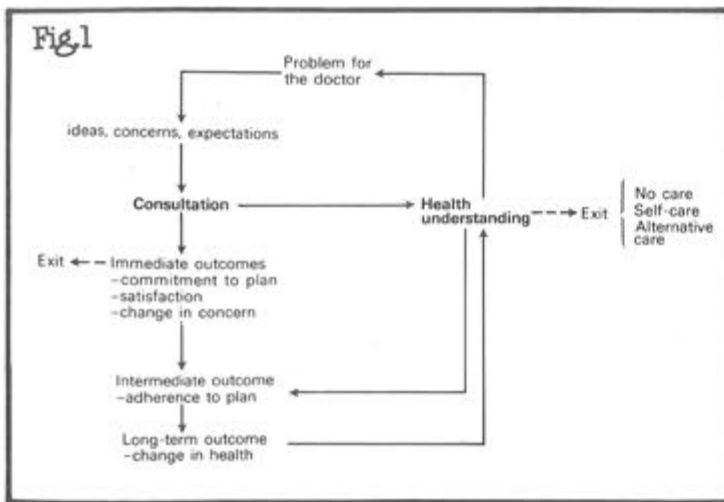 Fig.1
Problem for
the doctor
ideas, concerns, expectations
Consultation
Health
understanding
Exit
No care
Self-care
Alternative
care
Exit
Immediate outcomes
-commitment to plan
-satisfaction
-change in concern
Intermediate outcome
-adherence to plan
Long-term outcome
-change in health